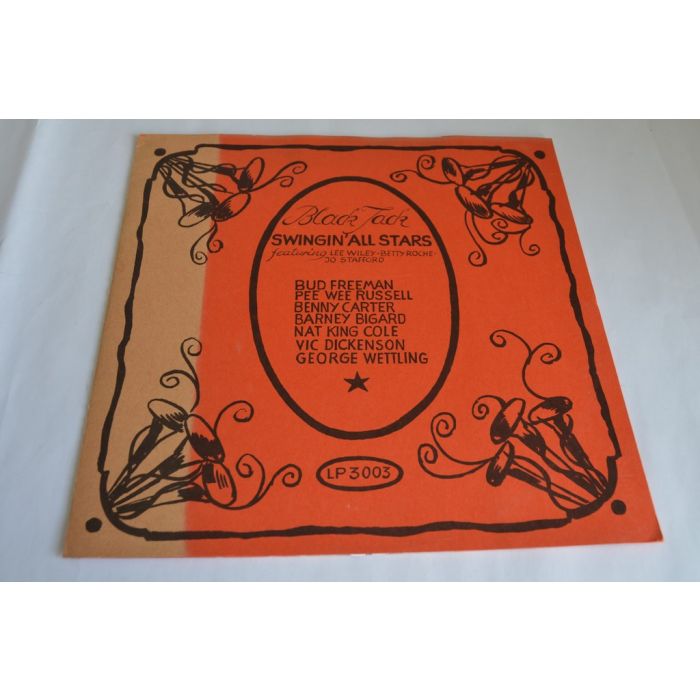 Black Jack
SWINGIN' ALL STARS
featuring LEE WILEY-BETTY ROCHE-
JO STAFFORD
BUD FREEMAN
PEE WEE RUSSELL
BENNY CARTER
BARNEY BIGARD
NAT KING COLE
VIC DICKENSON
GEORGE WETTLING
LP 3003